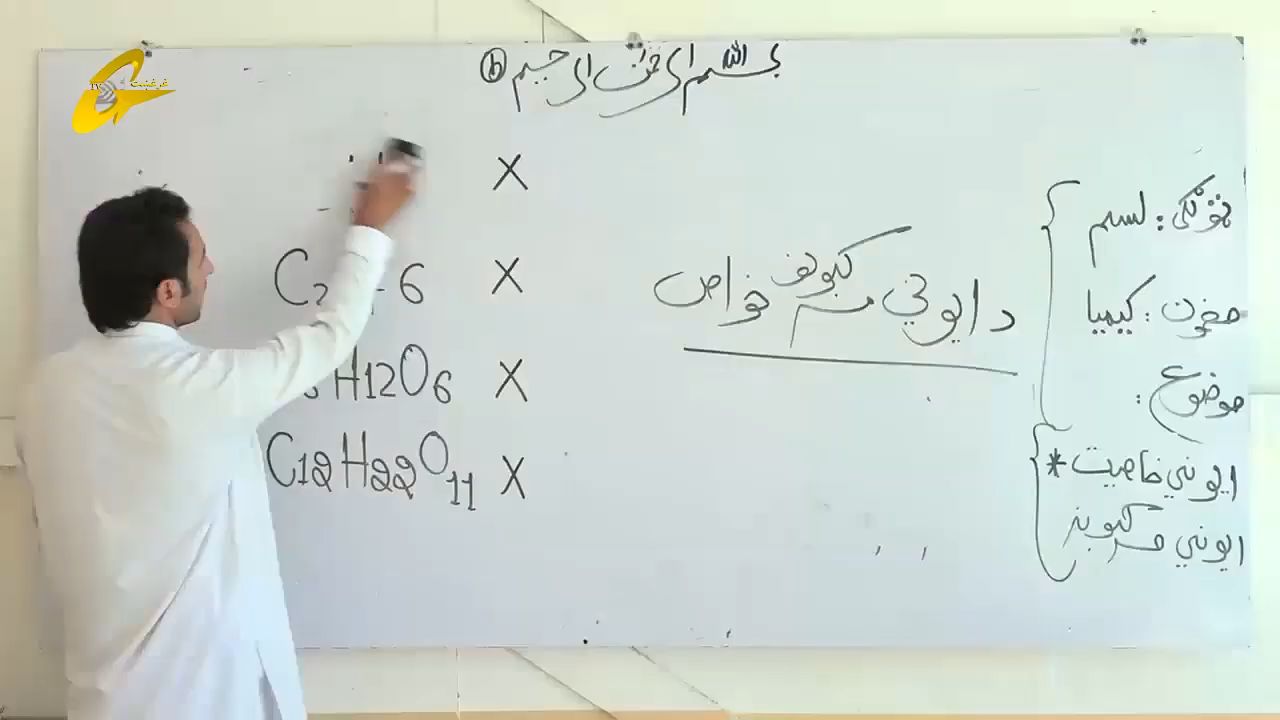 بسم الله الرحمن الرحیم
ټولګی: لسم
مضمون: کیمیا
موضوع:
ایوني خاصیت *
ایوني مرکبونه
د ایوني مرکبونو خواص
X
C2 6 X
H12O6 X
C12H22O11 X
غرغښت